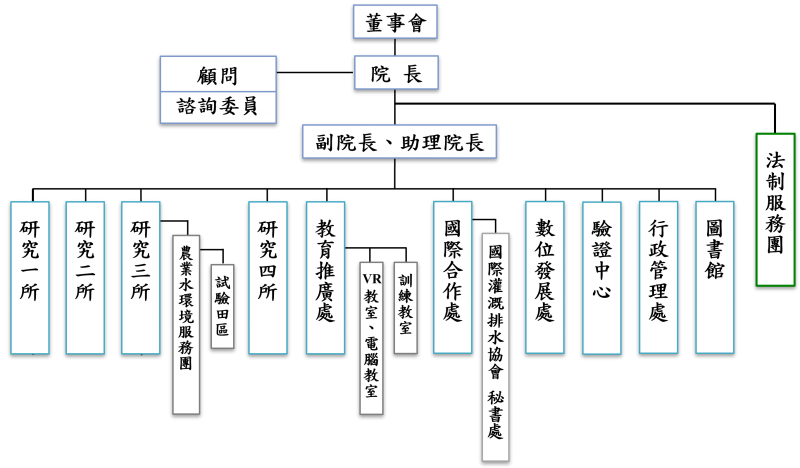 董事會
院 長
顧問
諮詢委員
副院長、助理院長
法制服務團
研究一所
研究二所
研究三所
農業水環境服務團
試驗田區
研究四所
教育推廣處
VR教室、電腦教室
訓練教室
國際合作處
國際灌溉排水協會 秘書處
數位發展處
驗證中心
行政管理處
圖書館